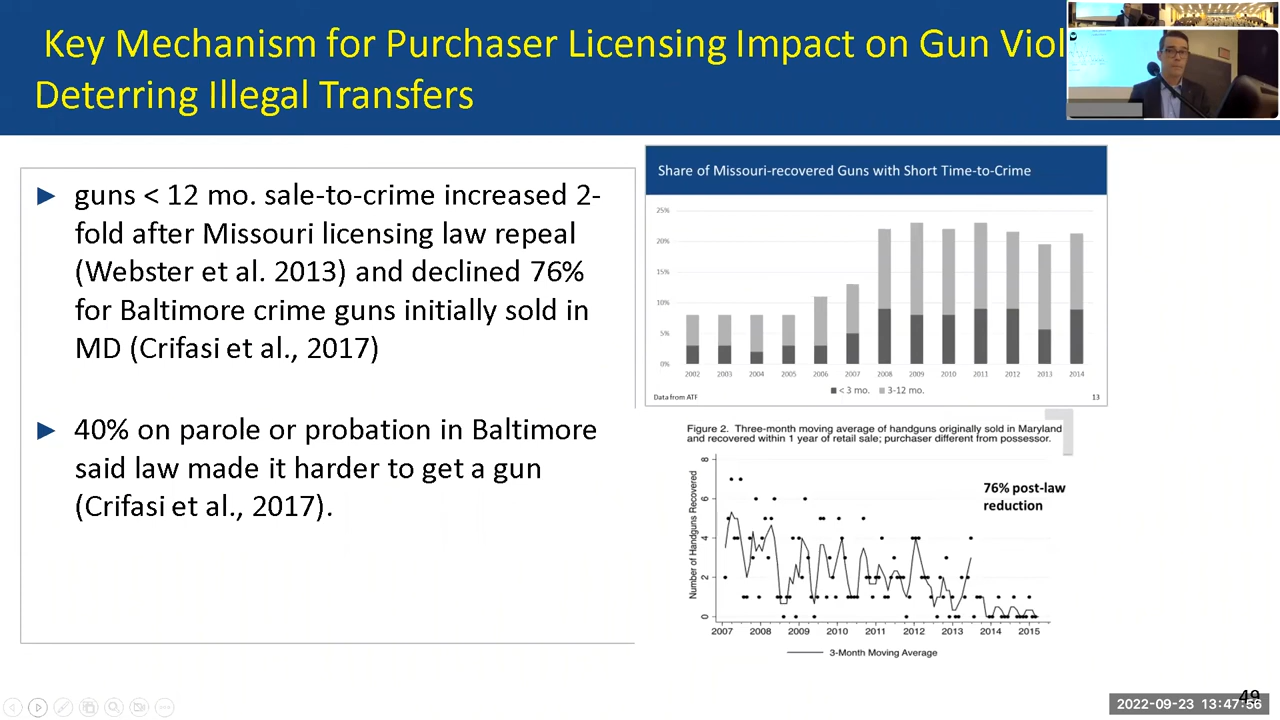 Key Mechanism for Purchaser Licensing Impact on Gun Viol
Deterring Illegal Transfers
► guns < 12 mo. sale-to-crime increased 2-
fold after Missouri licensing law repeal
(Webster et al. 2013) and declined 76%
for Baltimore crime guns initially sold in
MD (Crifasi et al., 2017)
► 40% on parole or probation in Baltimore
said law made it harder to get a gun
(Crifasi et al., 2017).
Share of Missouri-recovered Guns with Short Time-to-Crime
25%
20%
15%
10%
5%
0%
2002 2003 2004 2005 2006 2007 2008 2009 2010 2011 2012 2013 2014
< 3 mo. 3-12 mo.
Data from ATF 13
Figure 2. Three-month moving average of handguns originally sold in Maryland
and recovered within 1 year of retail sale; purchaser different from possessor.
76% post-law
reduction
Number of Handguns Recovered
8
6
4
2
0
2007 2008 2009 2010 2011 2012 2013 2014 2015
3-Month Moving Average
49
2022-09-23 13:47:56